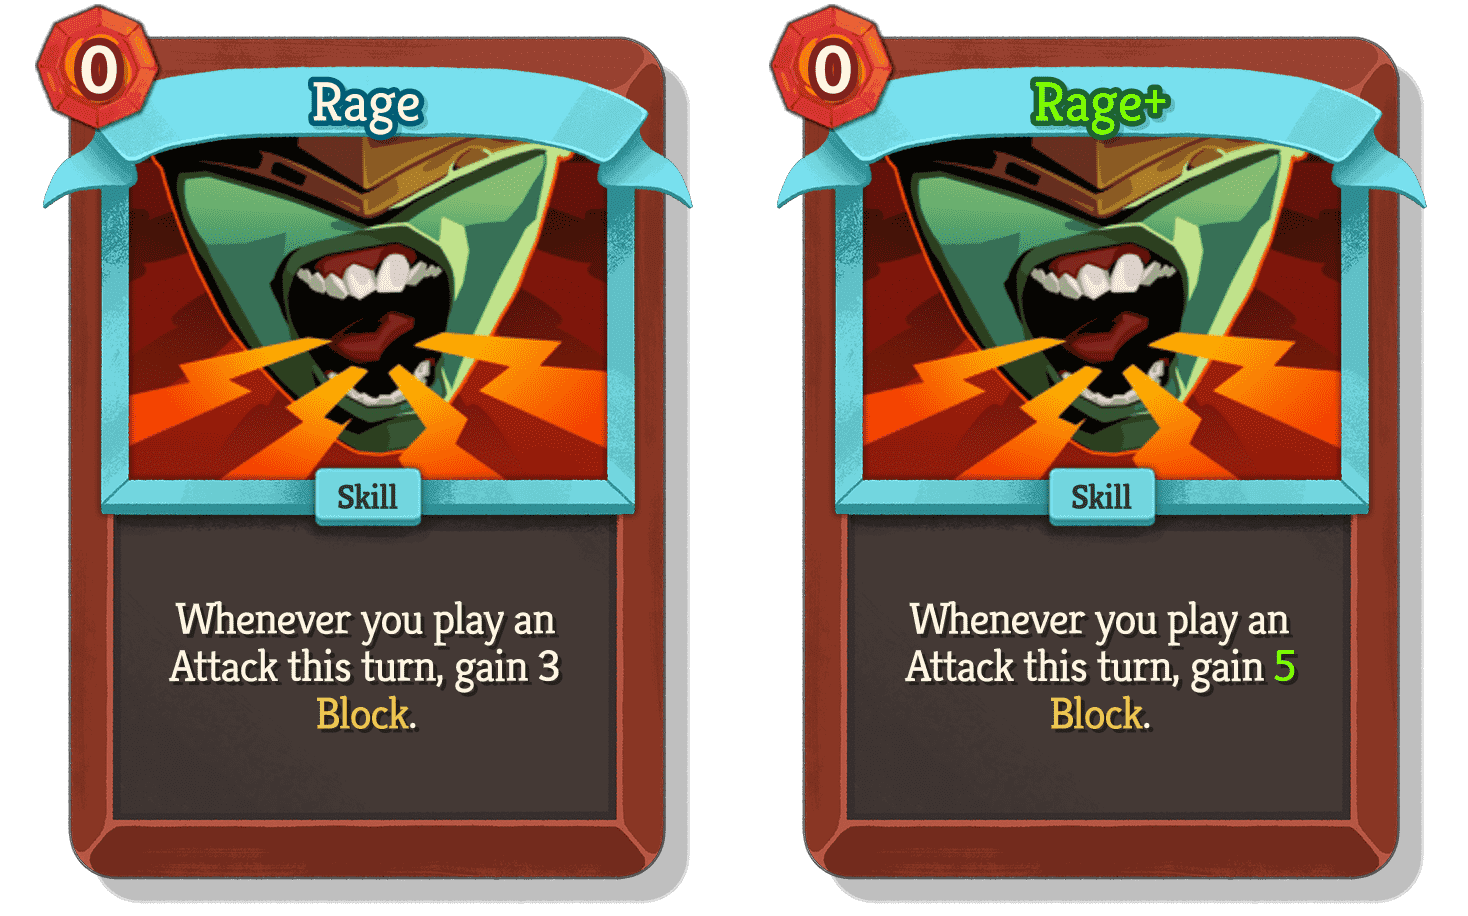 0
Rage
Skill
Whenever you play an
Attack this turn, gain 3
Block.
0
Rage+
Skill
Whenever you play an
Attack this turn, gain 5
Block.